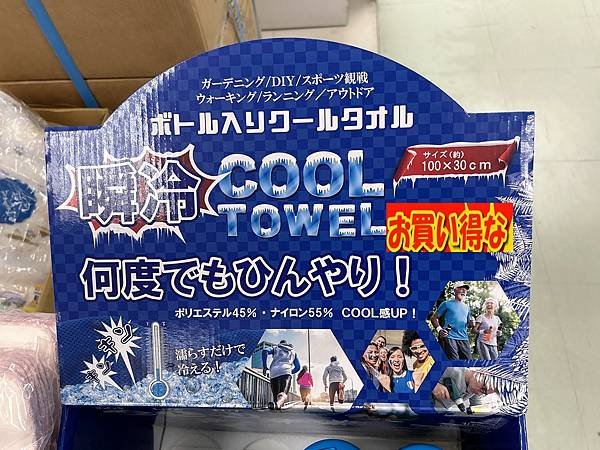 ガーデニング/DIY/スポーツ観戦
ウォーキング/ランニング/アウトドア
ボトル入りクールタオル
瞬冷
COOL
TOWEL
サイズ(約)
100×30cm
お買い得な
何度でもひんやり!
ポリエステル45%・ナイロン55% COOL感UP!
濡らすだけで
冷える!